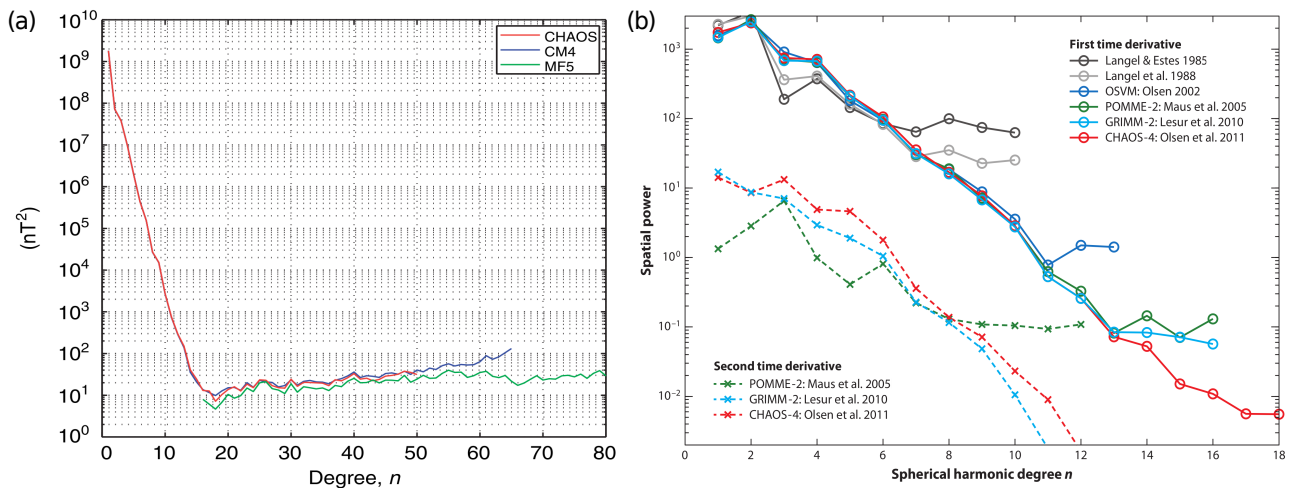 (a)
10^10
10^9
10^8
10^7
10^6
10^5
10^4
10^3
10^2
10^1
10^0
(nT^2)
0 10 20 30 40 50 60 70 80
Degree, n
CHAOS
CM4
MF5
(b)
10^3
10^2
10^1
10^0
10^-1
10^-2
Spatial power
First time derivative
Langel & Estes 1985
Langel et al. 1988
OSVM: Olsen 2002
POMME-2: Maus et al. 2005
GRIMM-2: Lesur et al. 2010
CHAOS-4: Olsen et al. 2011
Second time derivative
POMME-2: Maus et al. 2005
GRIMM-2: Lesur et al. 2010
CHAOS-4: Olsen et al. 2011
0 2 4 6 8 10 12 14 16 18
Spherical harmonic degree n